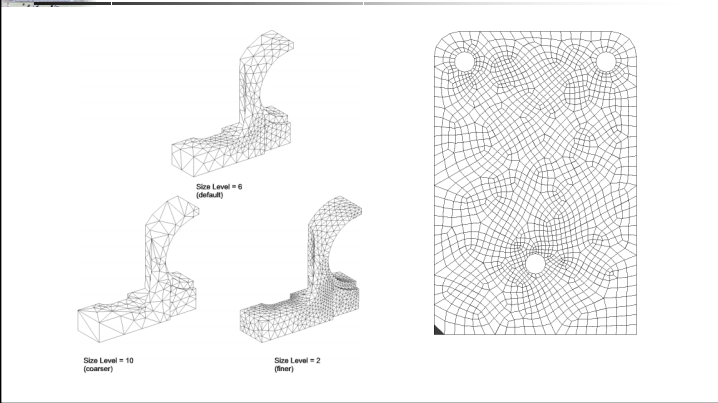 Size Level = 6
(default)
Size Level = 10
(coarser)
Size Level = 2
(finer)